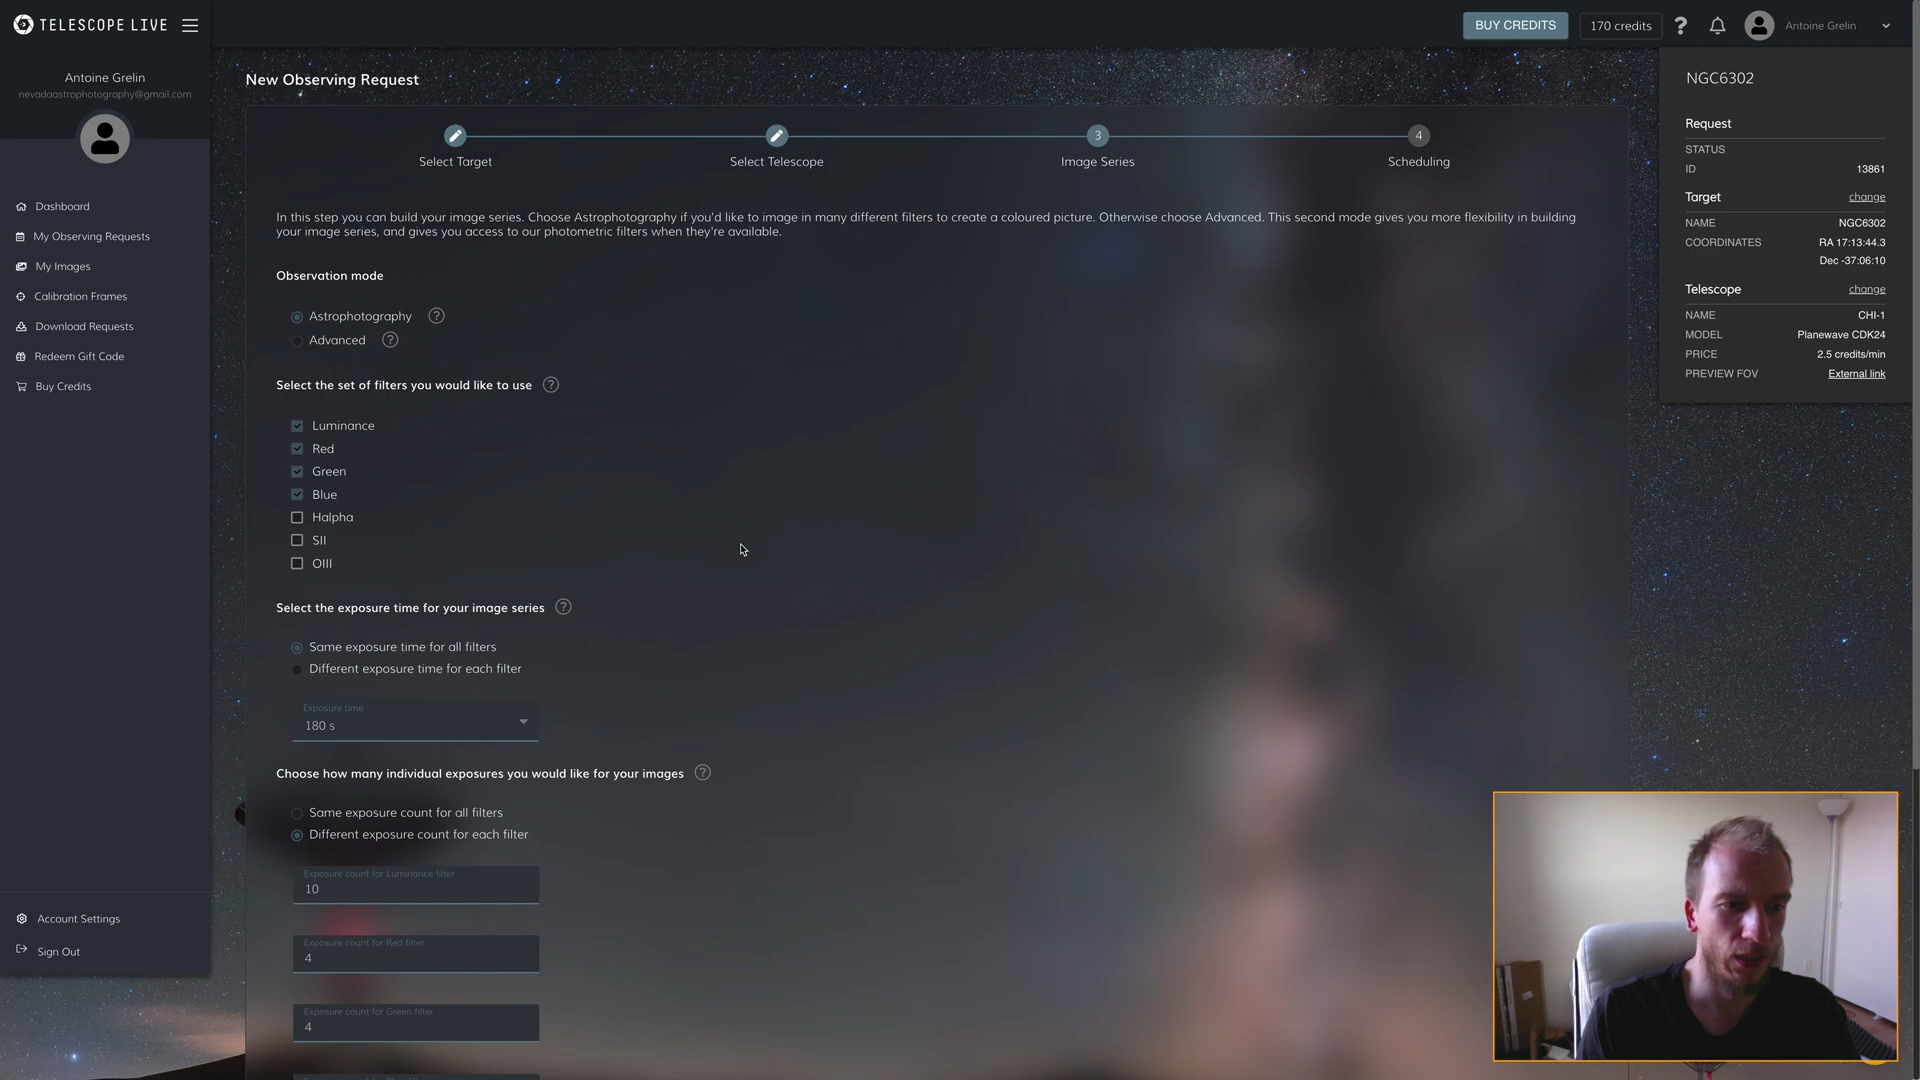 TELESCOPE LIVE
BUY CREDITS
170 credits
?
Antoine Grelin
Antoine Grelin
nevadaastrophotography@gmail.com
Dashboard
My Observing Requests
My Images
Calibration Frames
Download Requests
Redeem Gift Code
Buy Credits
Account Settings
Sign Out
New Observing Request
3
4
Select Target
Select Telescope
Image Series
Scheduling
In this step you can build your image series. Choose Astrophotography if you'd like to image in many different filters to create a coloured picture. Otherwise choose Advanced. This second mode gives you more flexibility in building
your image series, and gives you access to our photometric filters when they're available.
Observation mode
Astrophotography ?
Advanced ?
Select the set of filters you would like to use ?
Luminance
Red
Green
Blue
Halpha
SII
OIII
Select the exposure time for your image series ?
Same exposure time for all filters
Different exposure time for each filter
Exposure time
180 s
Choose how many individual exposures you would like for your images ?
Same exposure count for all filters
Different exposure count for each filter
Exposure count for Luminance filter
10
Exposure count for Red filter
4
Exposure count for Green filter
4
NGC6302
Request
STATUS
ID 13861
Target change
NAME NGC6302
COORDINATES RA 17:13:44.3
Dec -37:06:10
Telescope change
NAME CHI-1
MODEL Planewave CDK24
PRICE 2.5 credits/min
PREVIEW FOV External link